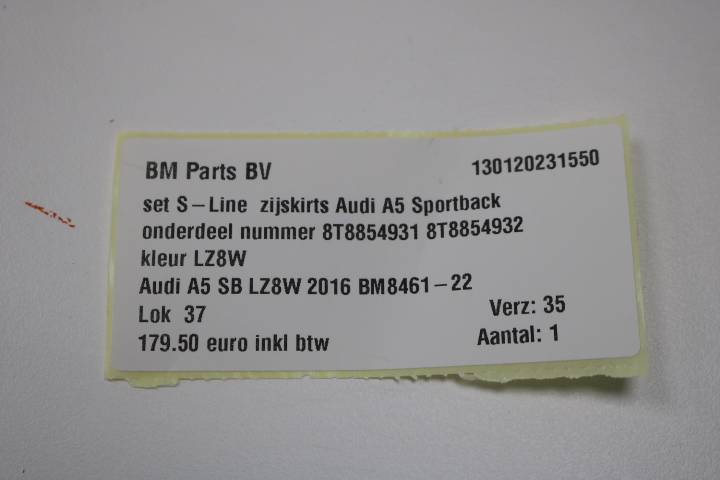 BM Parts BV 130120231550
set S-Line zijskirts Audi A5 Sportback
onderdeel nummer 8T8854931 8T8854932
kleur LZ8W
Audi A5 SB LZ8W 2016 BM8461-22
Lok 37 Verz: 35
179.50 euro inkl btw Aantal: 1